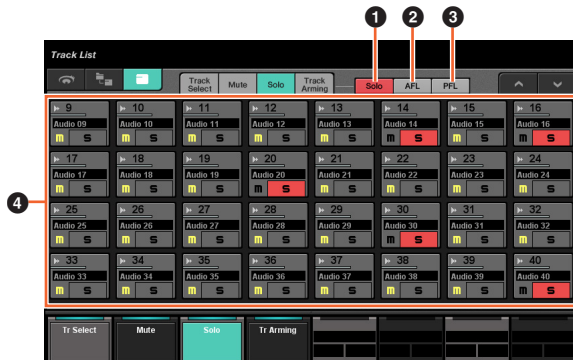 1 2 3
Track List
Track Select Mute Solo Track Arming Solo AFL PFL
9 10 11 12 13 14 15 16
Audio 09 Audio 10 Audio 11 Audio 12 Audio 13 Audio 14 Audio 15 Audio 16
m S m S m S m S m S m S m S m S
17 18 19 20 21 22 23 24
Audio 17 Audio 18 Audio 19 Audio 20 Audio 21 Audio 22 Audio 23 Audio 24
m S m S m S m S m S m S m S m S
4
25 26 27 28 29 30 31 32
Audio 25 Audio 26 Audio 27 Audio 28 Audio 29 Audio 30 Audio 31 Audio 32
m S m S m S m S m S m S m S m S
33 34 35 36 37 38 39 40
Audio 33 Audio 34 Audio 35 Audio 36 Audio 37 Audio 38 Audio 39 Audio 40
m S m S m S m S m S m S m S m S
Tr Select Mute Solo Tr Arming